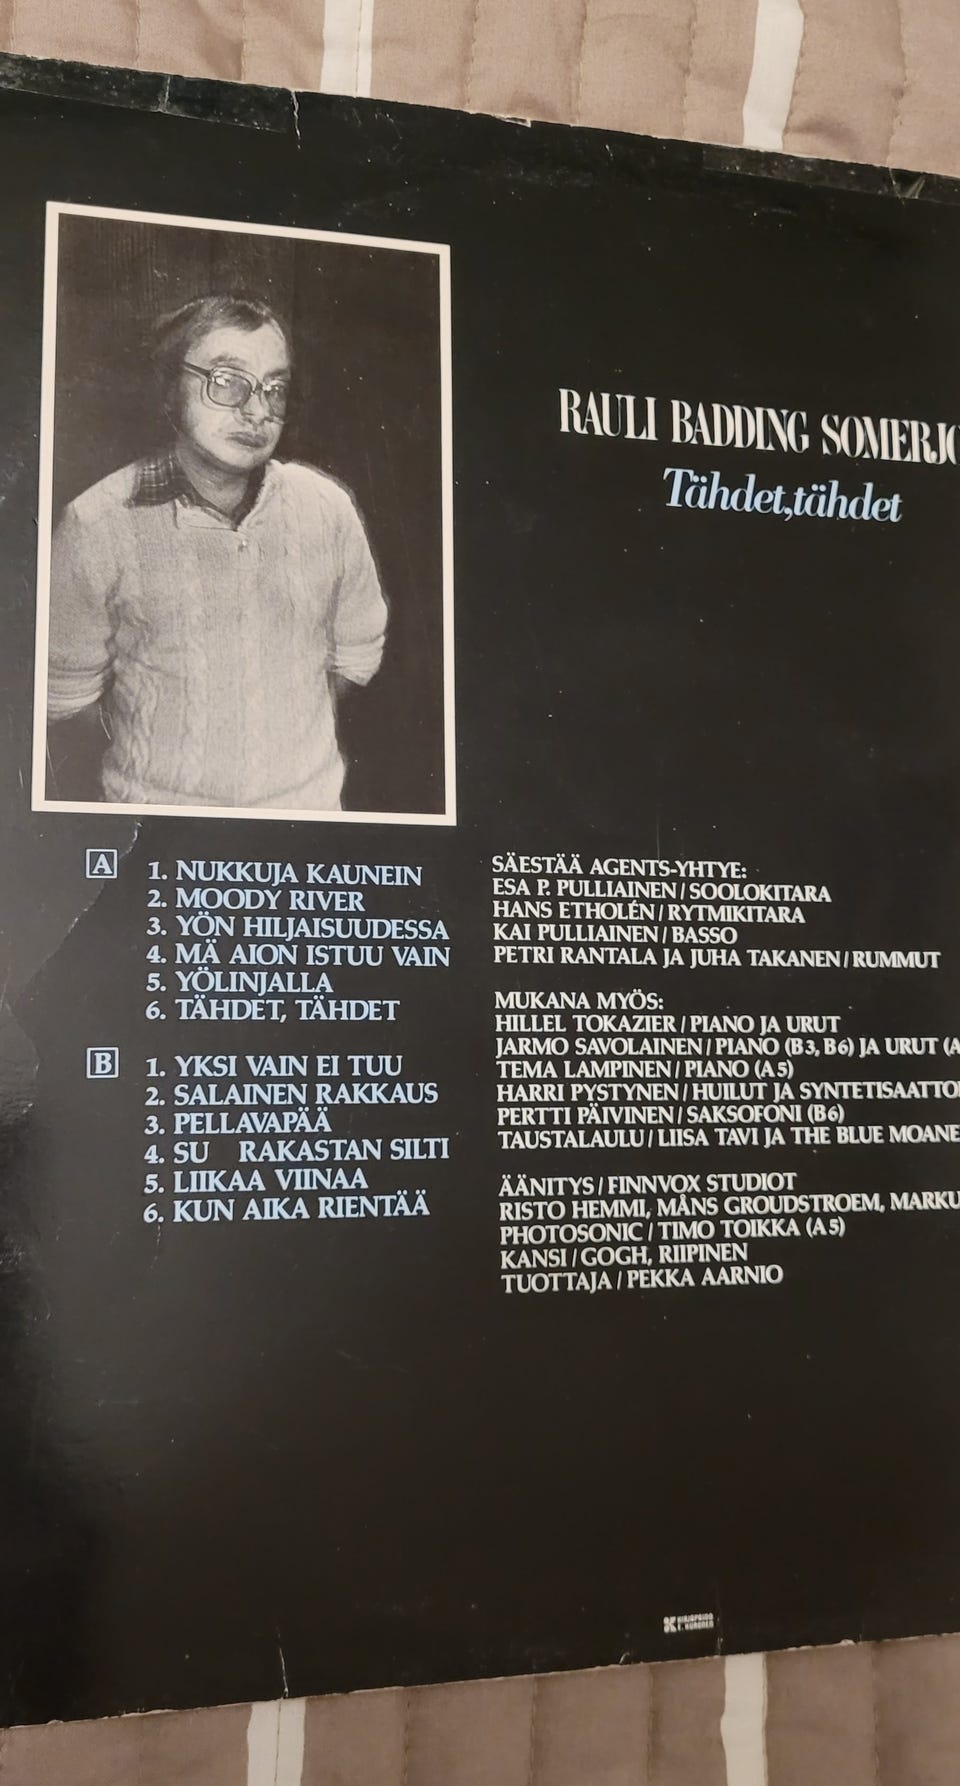 RAULI BADDING SOMERJO
Tähdet, tähdet
A
1. NUKKUJA KAUNEIN
2. MOODY RIVER
3. YÖN HILJAISUUDESSA
4. MÄ AION ISTUU VAIN
5. YÖLINJALLA
6. TÄHDET, TÄHDET
B
1. YKSI VAIN EI TUU
2. SALAINEN RAKKAUS
3. PELLAVAPÄÄ
4. SU RAKASTAN SILTI
5. LIIKAA VIINAA
6. KUN AIKA RIENTÄÄ
SÄESTÄÄ AGENTS-YHTYE:
ESA P. PULLIAINEN / SOOLOKITARA
HANS ETHOLÉN / RYTMIKITARA
KAI PULLIAINEN / BASSO
PETRI RANTALA JA JUHA TAKANEN / RUMMUT
MUKANA MYÖS:
HILLEL TOKAZIER / PIANO JA URUT
JARMO SAVOLAINEN / PIANO (B3, B6) JA URUT (A
TEMA LAMPINEN / PIANO (A5)
HARRI PYSTYNEN / HUILUT JA SYNTETISAATTO
PERTTI PÄIVINEN / SAKSOFONI (B6)
TAUSTALAULU / LIISA TAVI JA THE BLUE MOANE
ÄÄNITYS / FINNVOX STUDIOT
RISTO HEMMI, MÅNS GROUDSTROEM, MARKU
PHOTOSONIC / TIMO TOIKKA (A5)
KANSI / GOGH, RIIPINEN
TUOTTAJA / PEKKA AARNIO
KIRJAPAINO